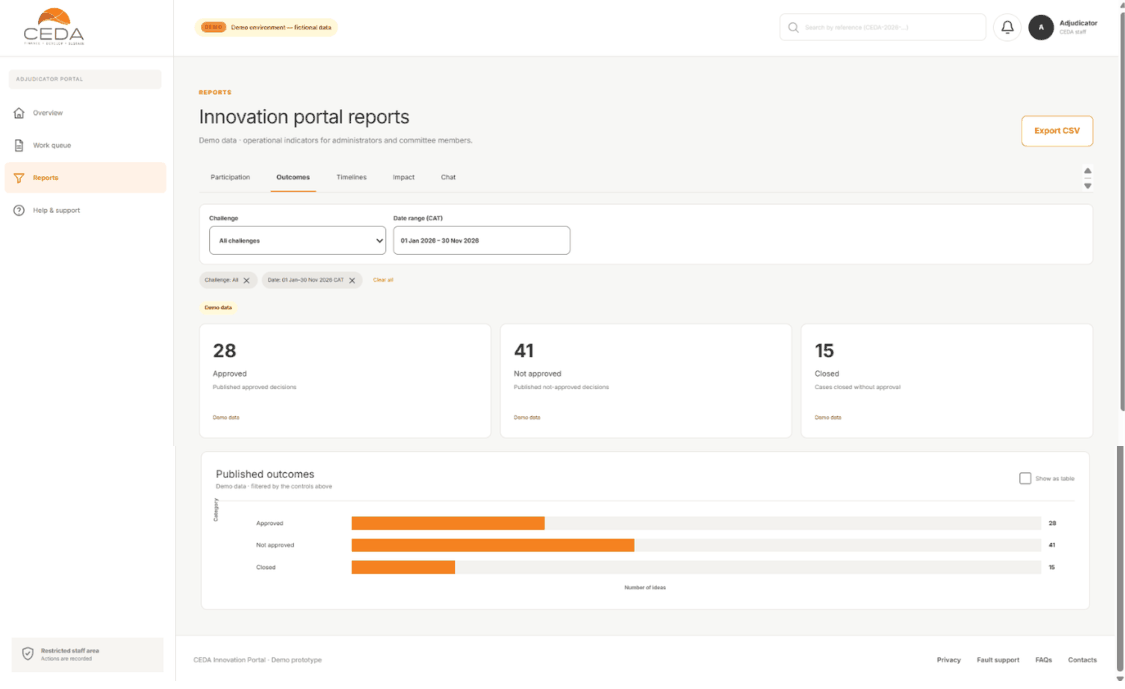 CEDA
DEMO Demo environment — fictional data
Search by reference (CEDA-2026-...)
A
Adjudicator
CEDA staff
ADJUDICATOR PORTAL
Overview
Work queue
Reports
Help & support
REPORTS
Innovation portal reports
Demo data · operational indicators for administrators and committee members.
Export CSV
Participation Outcomes Timelines Impact Chat
Challenge Date range (CAT)
All challenges 01 Jan 2026 – 30 Nov 2026
Challenge: All Date: 01 Jan–30 Nov 2026 CAT Clear all
Demo data
28 41 15
Approved Not approved Closed
Published approved decisions Published not-approved decisions Cases closed without approval
Demo data Demo data Demo data
Published outcomes
Demo data · filtered by the controls above
Show as table
Category
Approved 28
Not approved 41
Closed 15
Number of ideas
Restricted staff area
Actions are recorded
CEDA Innovation Portal · Demo prototype
Privacy Fault support FAQs Contacts